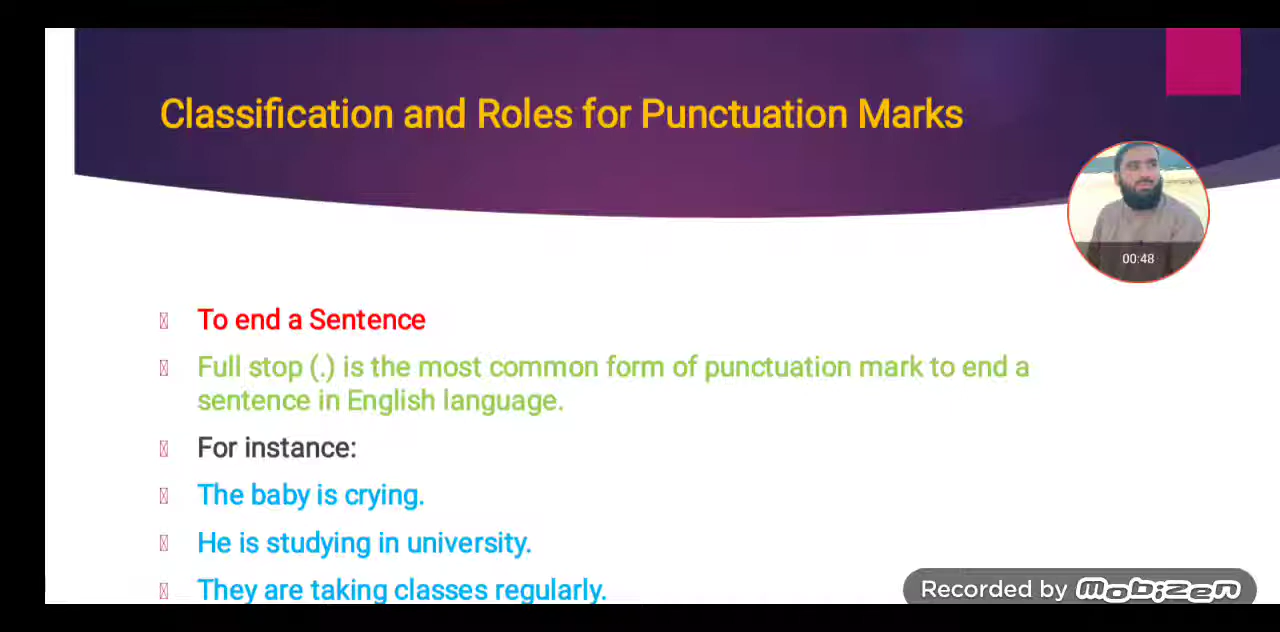 Classification and Roles for Punctuation Marks
00:48
To end a Sentence
Full stop (.) is the most common form of punctuation mark to end a
sentence in English language.
For instance:
The baby is crying.
He is studying in university.
They are taking classes regularly.
Recorded by Mobizen